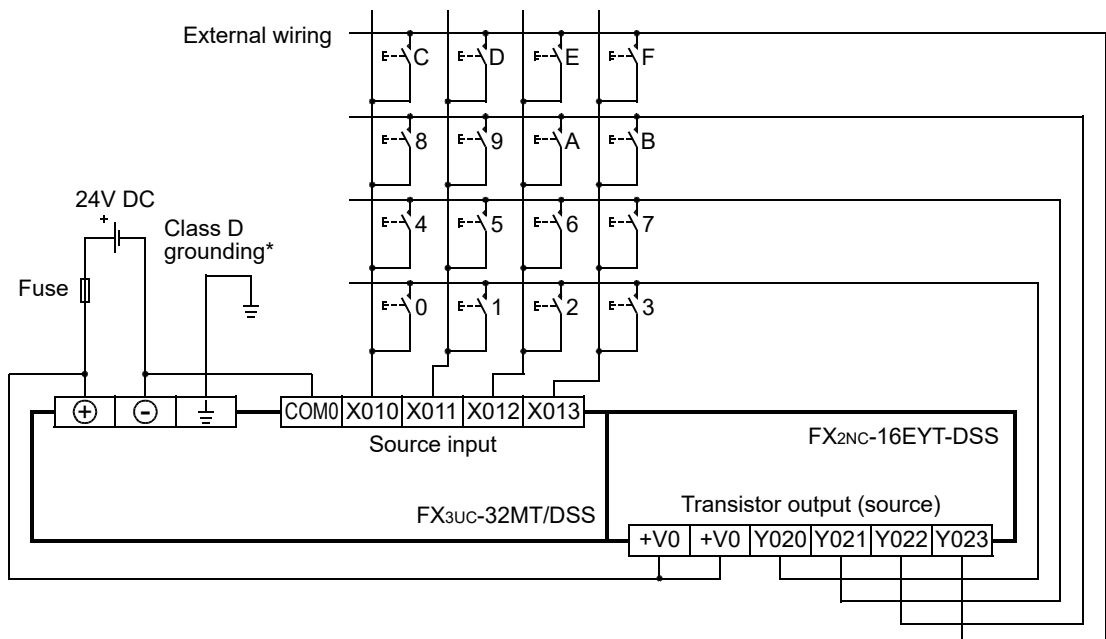 External wiring
C D E F
8 9 A B
24V DC
+
Class D
grounding*
4 5 6 7
Fuse
0 1 2 3
+ - COM0 X010 X011 X012 X013
Source input
FX2NC-16EYT-DSS
FX3UC-32MT/DSS
Transistor output (source)
+V0 +V0 Y020 Y021 Y022 Y023